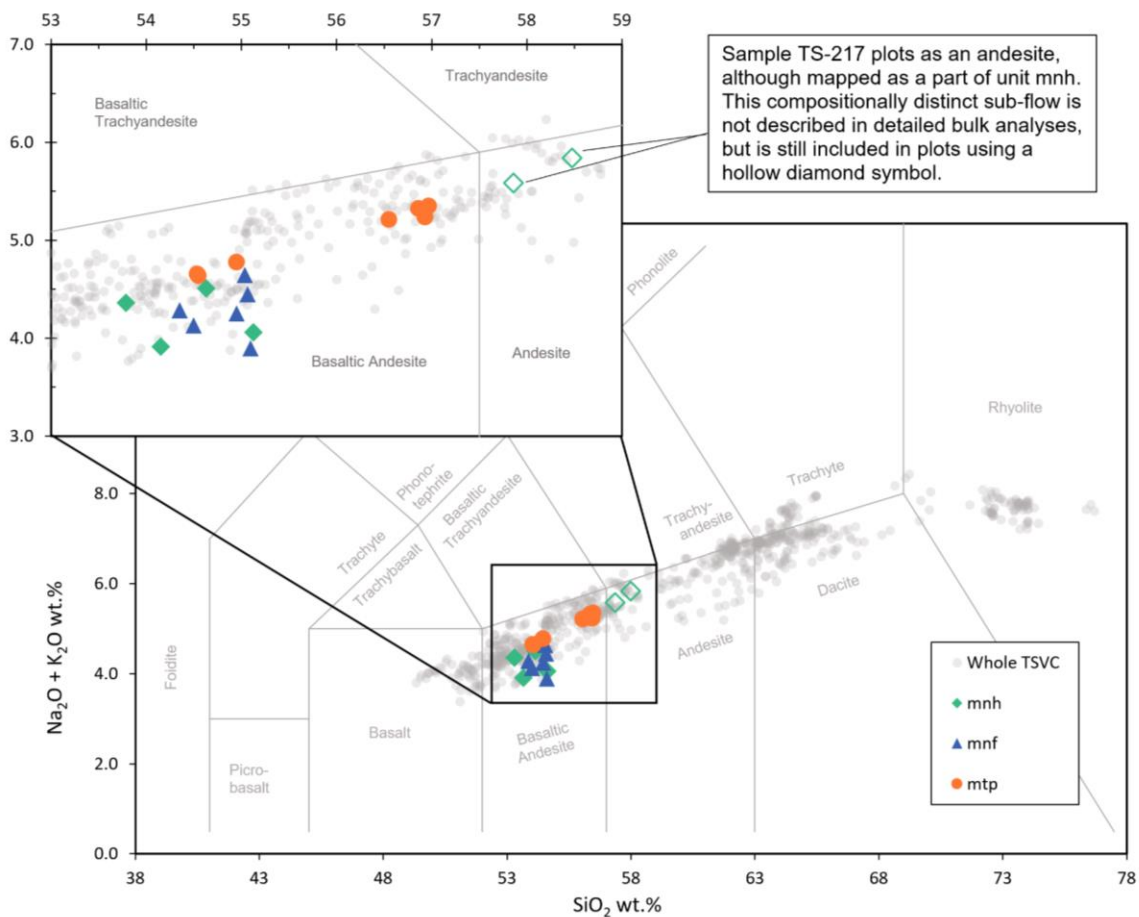 53 54 55 56 57 58 59
7.0
6.0
5.0
4.0
3.0
Basaltic
Trachyandesite
Trachyandesite
Basaltic Andesite
Andesite
Sample TS-217 plots as an andesite,
although mapped as a part of unit mnh.
This compositionally distinct sub-flow is
not described in detailed bulk analyses,
but is still included in plots using a
hollow diamond symbol.
Phonolite
Rhyolite
Trachyte
Trachy-
andesite
Phono-
tephrite
Basaltic
Trachyandesite
Trachyte
Trachybasalt
Foidite
Dacite
Andesite
Basalt
Basaltic
Andesite
Picro-
basalt
Whole TSVC
mnh
mnf
mtp
8.0
6.0
4.0
2.0
0.0
Na₂O + K₂O wt.%
38 43 48 53 58 63 68 73 78
SiO₂ wt.%